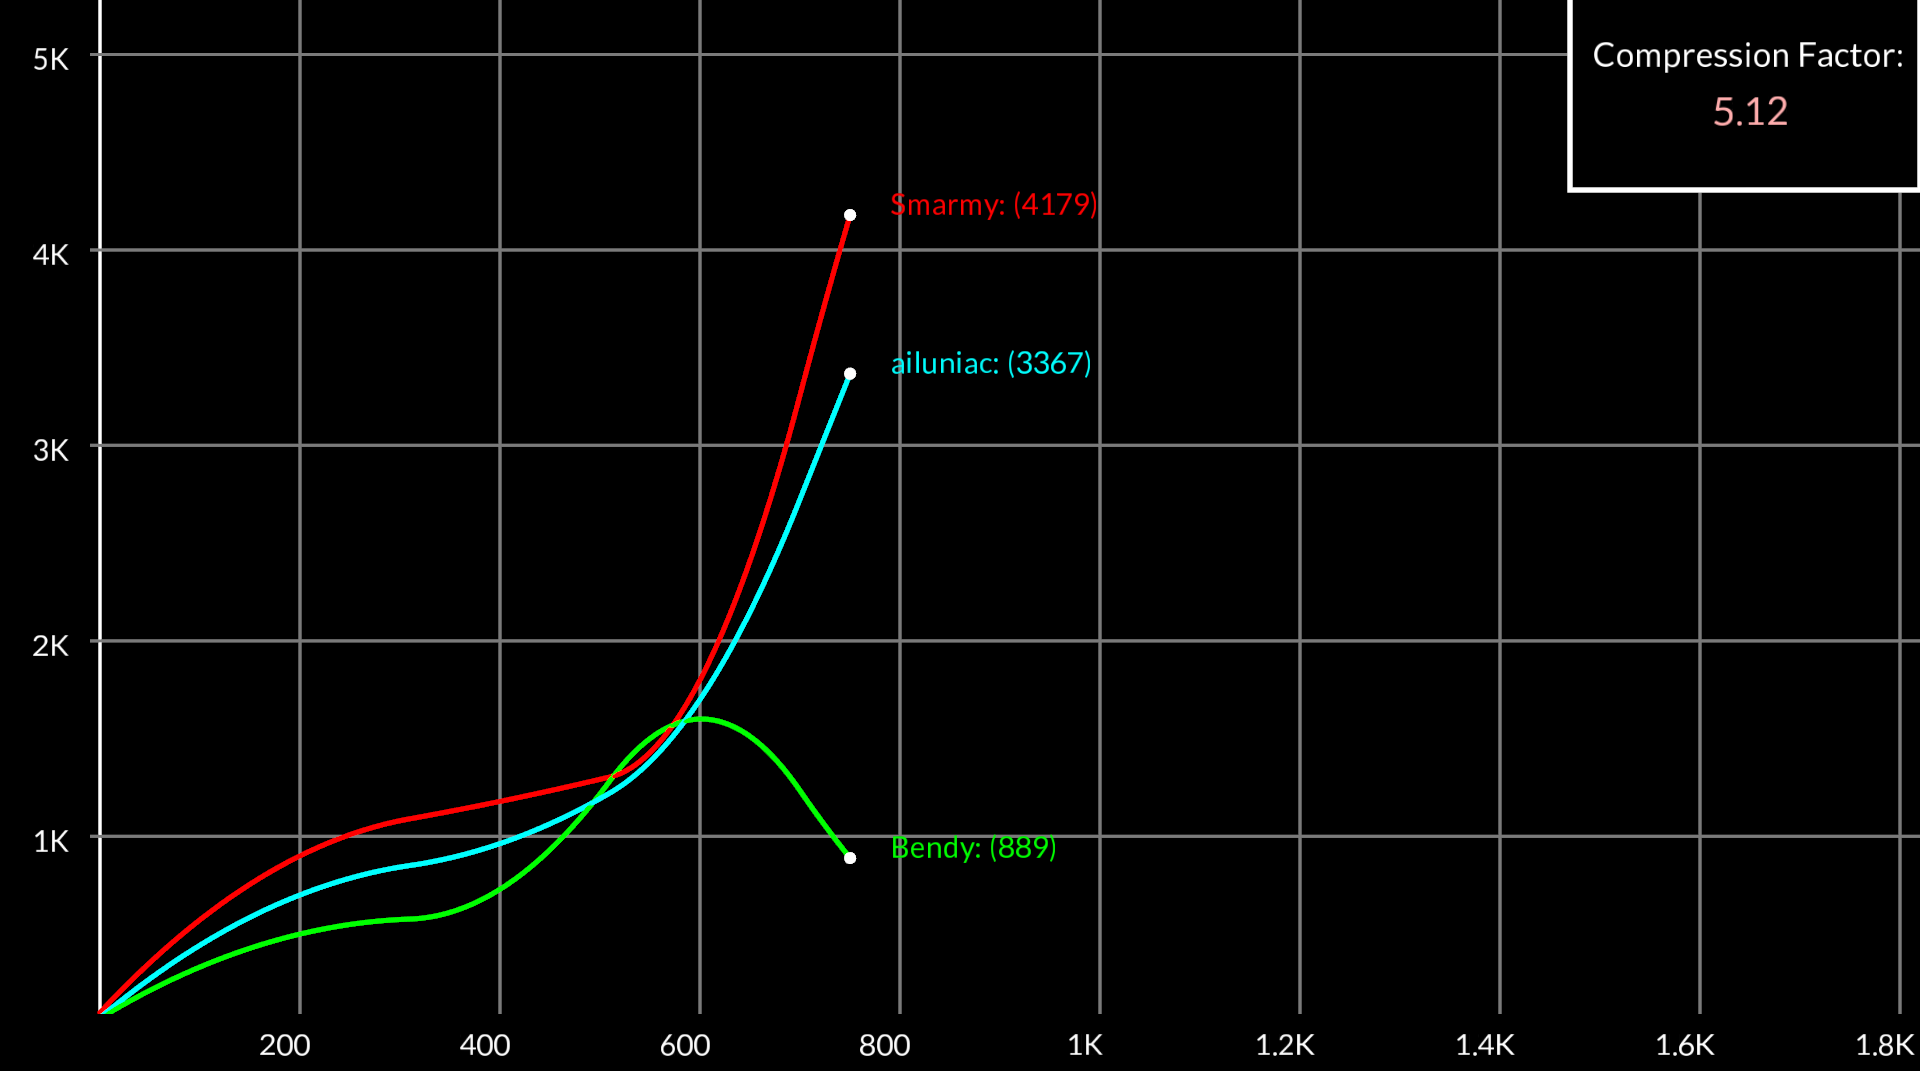 5K
4K
3K
2K
1K
Compression Factor:
5.12
Smarmy: (4179)
ailuniac: (3367)
Bendy: (889)
200 400 600 800 1K 1.2K 1.4K 1.6K 1.8K